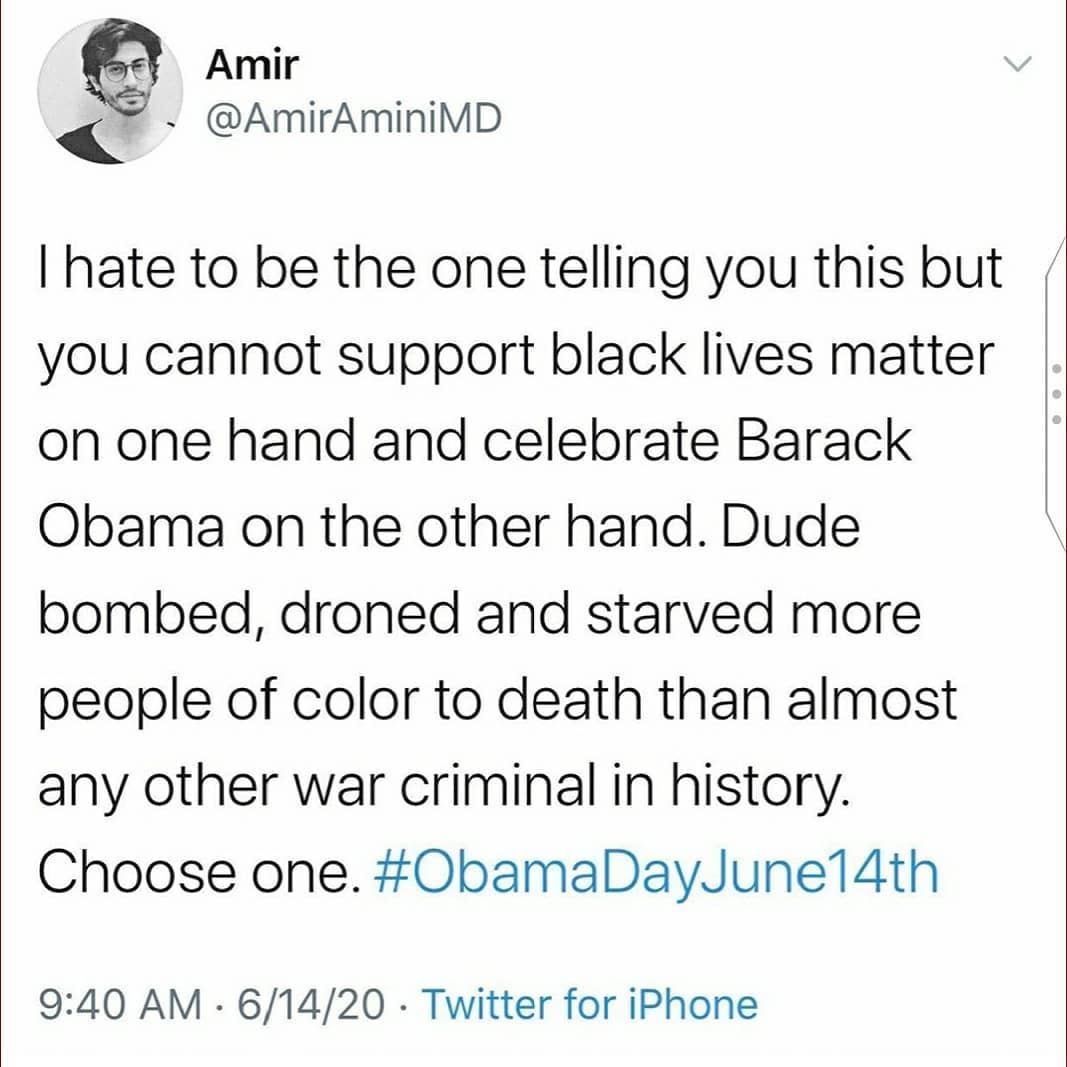 Amir
@AmirAminiMD
I hate to be the one telling you this but
you cannot support black lives matter
on one hand and celebrate Barack
Obama on the other hand. Dude
bombed, droned and starved more
people of color to death than almost
any other war criminal in history.
Choose one. #ObamaDayJune14th
9:40 AM · 6/14/20 · Twitter for iPhone